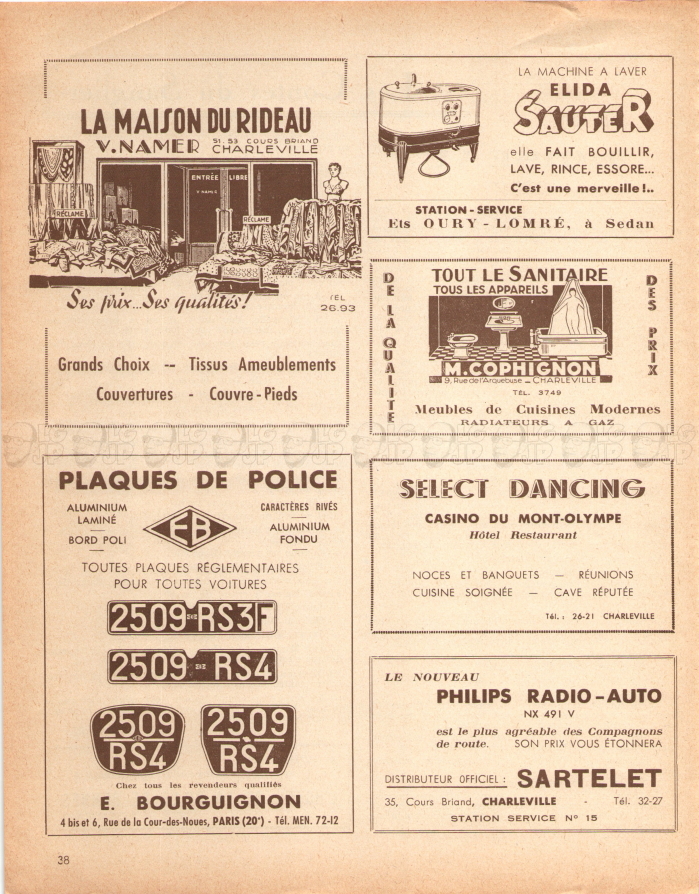 LA MAISON DU RIDEAU
V. NAMER 51.53 COURS BRIAND
CHARLEVILLE
ENTRÉE LIBRE
V. NAMER
RÉCLAME
RÉCLAME
Ses prix...Ses qualités!
TEL
26.93
Grands Choix -- Tissus Ameublements
Couvertures - Couvre-Pieds
LA MACHINE A LAVER
ELIDA
SAUTER
elle FAIT BOUILLIR,
LAVE, RINCE, ESSORE...
C'est une merveille!..
STATION-SERVICE
Ets OURY-LOMRÉ, à Sedan
DE LA QUALITE
TOUT LE SANITAIRE
TOUS LES APPAREILS
DES PRIX
M. COPHIGNON
9, Rue de l'Arquebuse _ CHARLEVILLE
TÉL. 3749
Meubles de Cuisines Modernes
RADIATEURS A GAZ
PLAQUES DE POLICE
ALUMINIUM
LAMINÉ
BORD POLI
EB
CARACTÈRES RIVÉS
ALUMINIUM
FONDU
TOUTES PLAQUES RÉGLEMENTAIRES
POUR TOUTES VOITURES
2509 RS3F
2509 RS4
2509
RS4
2509
RS4
Chez tous les revendeurs qualifiés
E. BOURGUIGNON
4 bis et 6, Rue de la Cour-des-Noues, PARIS (20e) - Tél. MEN. 72-12
SELECT DANCING
CASINO DU MONT-OLYMPE
Hôtel Restaurant
NOCES ET BANQUETS — RÉUNIONS
CUISINE SOIGNÉE — CAVE RÉPUTÉE
Tél. : 26-21 CHARLEVILLE
LE NOUVEAU
PHILIPS RADIO-AUTO
NX 491 V
est le plus agréable des Compagnons
de route. SON PRIX VOUS ÉTONNERA
DISTRIBUTEUR OFFICIEL : SARTELET
35, Cours Briand, CHARLEVILLE - Tél. 32-27
STATION SERVICE N° 15
38